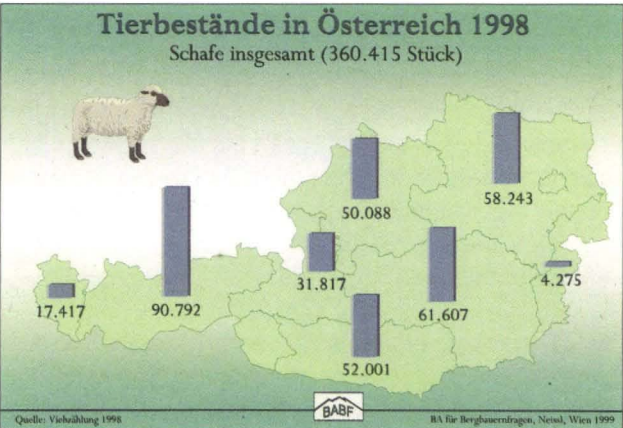 Tierbestände in Österreich 1998
Schafe insgesamt (360.415 Stück)
58.243
50.088
31.817
4.275
17.417
90.792
61.607
52.001
BABF
Quelle: Viehzählung 1998
BA für Bergbauernfragen, Neissl, Wien 1999